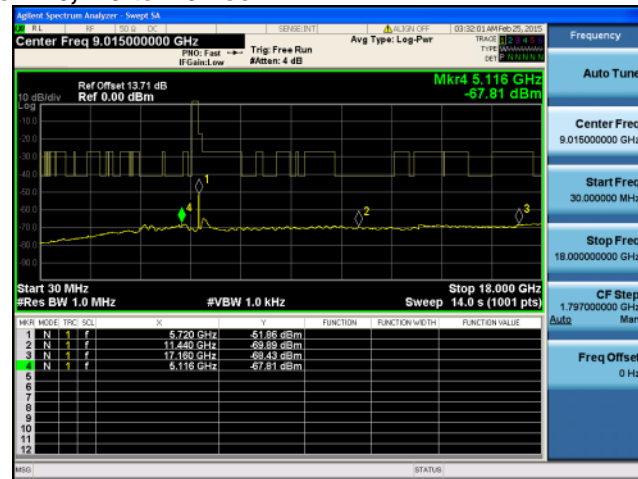 Agilent Spectrum Analyzer - Swept SA
RL RF 50 Ω DC SENSE:INT ALIGN OFF 03:32:01 AM Feb 25, 2015
Center Freq 9.015000000 GHz
PNO: Fast
IFGain:Low
Trig: Free Run
#Atten: 4 dB
Avg Type: Log-Pwr
TRACE 1 2 3 4 5 6
TYPE
DET P N N N N N
Ref Offset 13.71 dB
Ref 0.00 dBm
10 dB/div
Log
Mkr4 5.116 GHz
-67.81 dBm
-10.0
-20.0
-30.0
-40.0
-50.0
-60.0
-70.0
-80.0
-90.0
1
4
2
3
Start 30 MHz
#Res BW 1.0 MHz
#VBW 1.0 kHz
Stop 18.000 GHz
Sweep 14.0 s (1001 pts)
MKR MODE TRC SCL X Y FUNCTION FUNCTION WIDTH FUNCTION VALUE
1 N 1 f 5.720 GHz -51.86 dBm
2 N 1 f 11.440 GHz -69.89 dBm
3 N 1 f 17.160 GHz -68.43 dBm
4 N 1 f 5.116 GHz -67.81 dBm
5
6
7
8
9
10
11
12
MSG STATUS
Frequency
Auto Tune
Center Freq
9.015000000 GHz
Start Freq
30.000000 MHz
Stop Freq
18.000000000 GHz
CF Step
1.797000000 GHz
Auto Man
Freq Offset
0 Hz